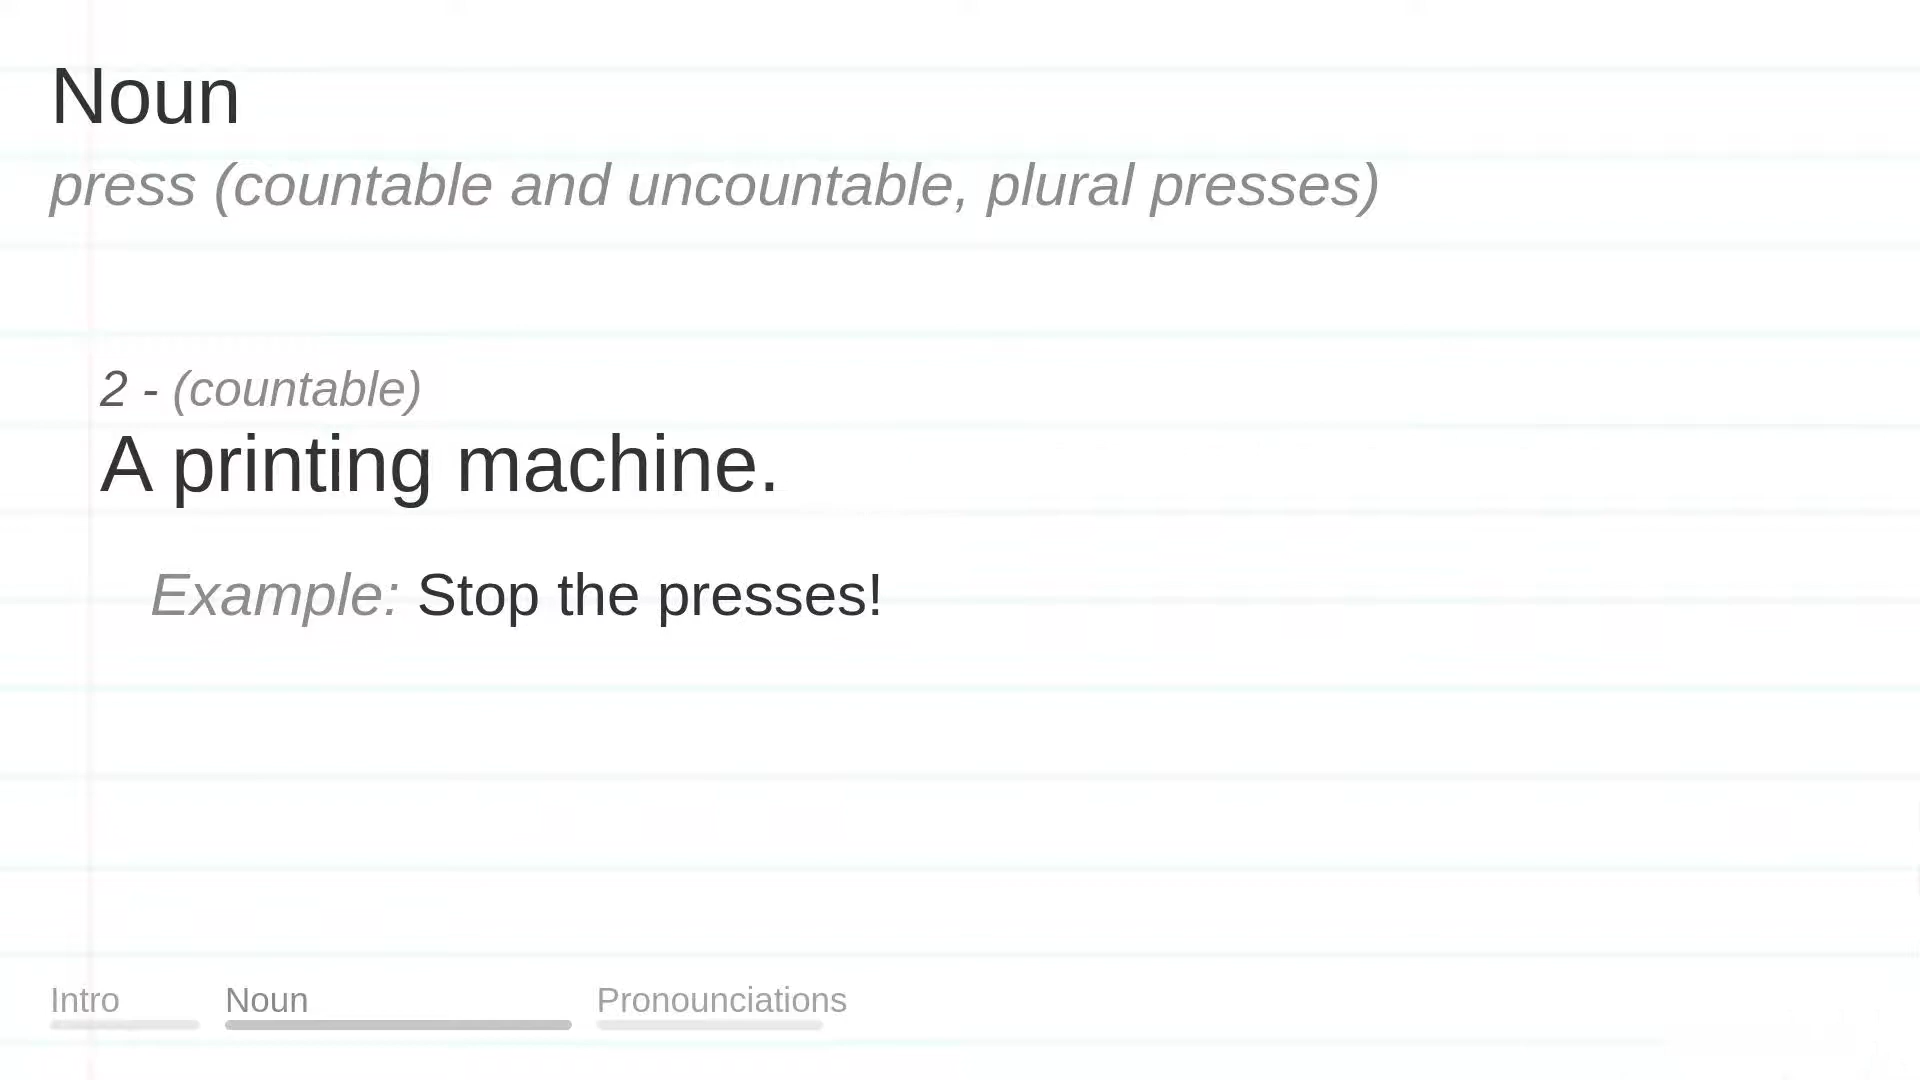 Noun
press (countable and uncountable, plural presses)
2 - (countable)
A printing machine.
Example: Stop the presses!
Intro
Noun
Pronounciations